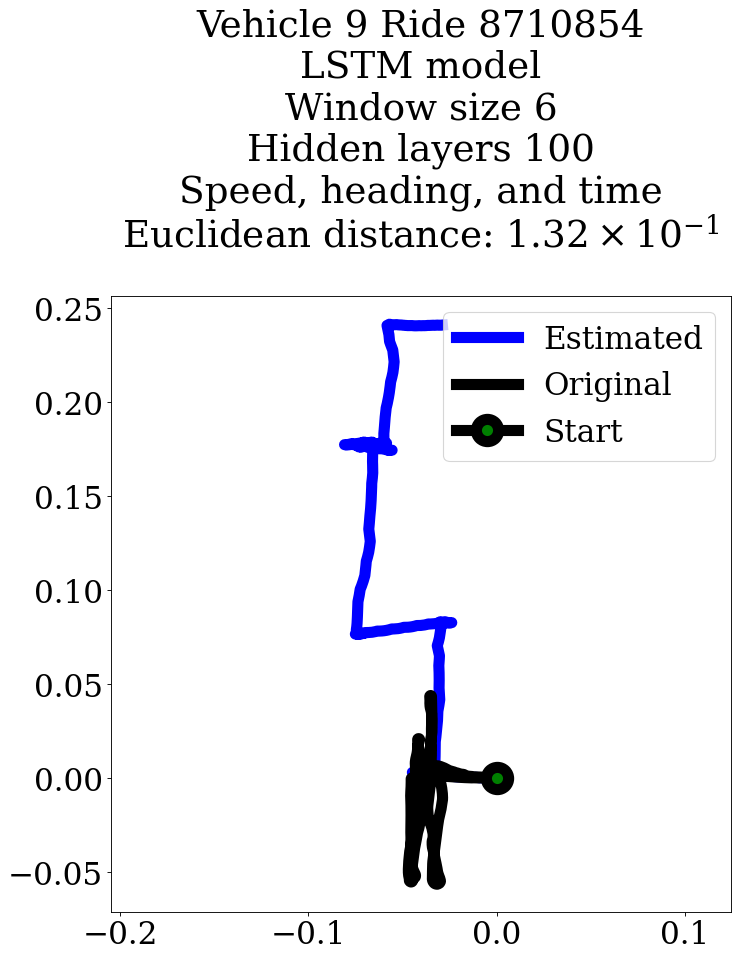 Vehicle 9 Ride 8710854
LSTM model
Window size 6
Hidden layers 100
Speed, heading, and time
Euclidean distance: 1.32 × 10⁻¹
0.25
0.20
0.15
0.10
0.05
0.00
−0.05
Estimated
Original
Start
−0.2 −0.1 0.0 0.1